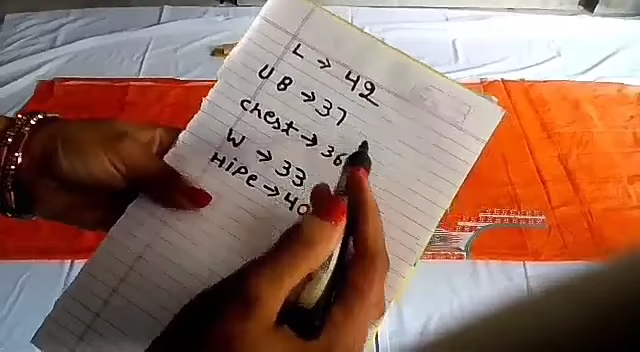 L → 42
UB → 37
chest → 36
W → 33
Hipe → 40